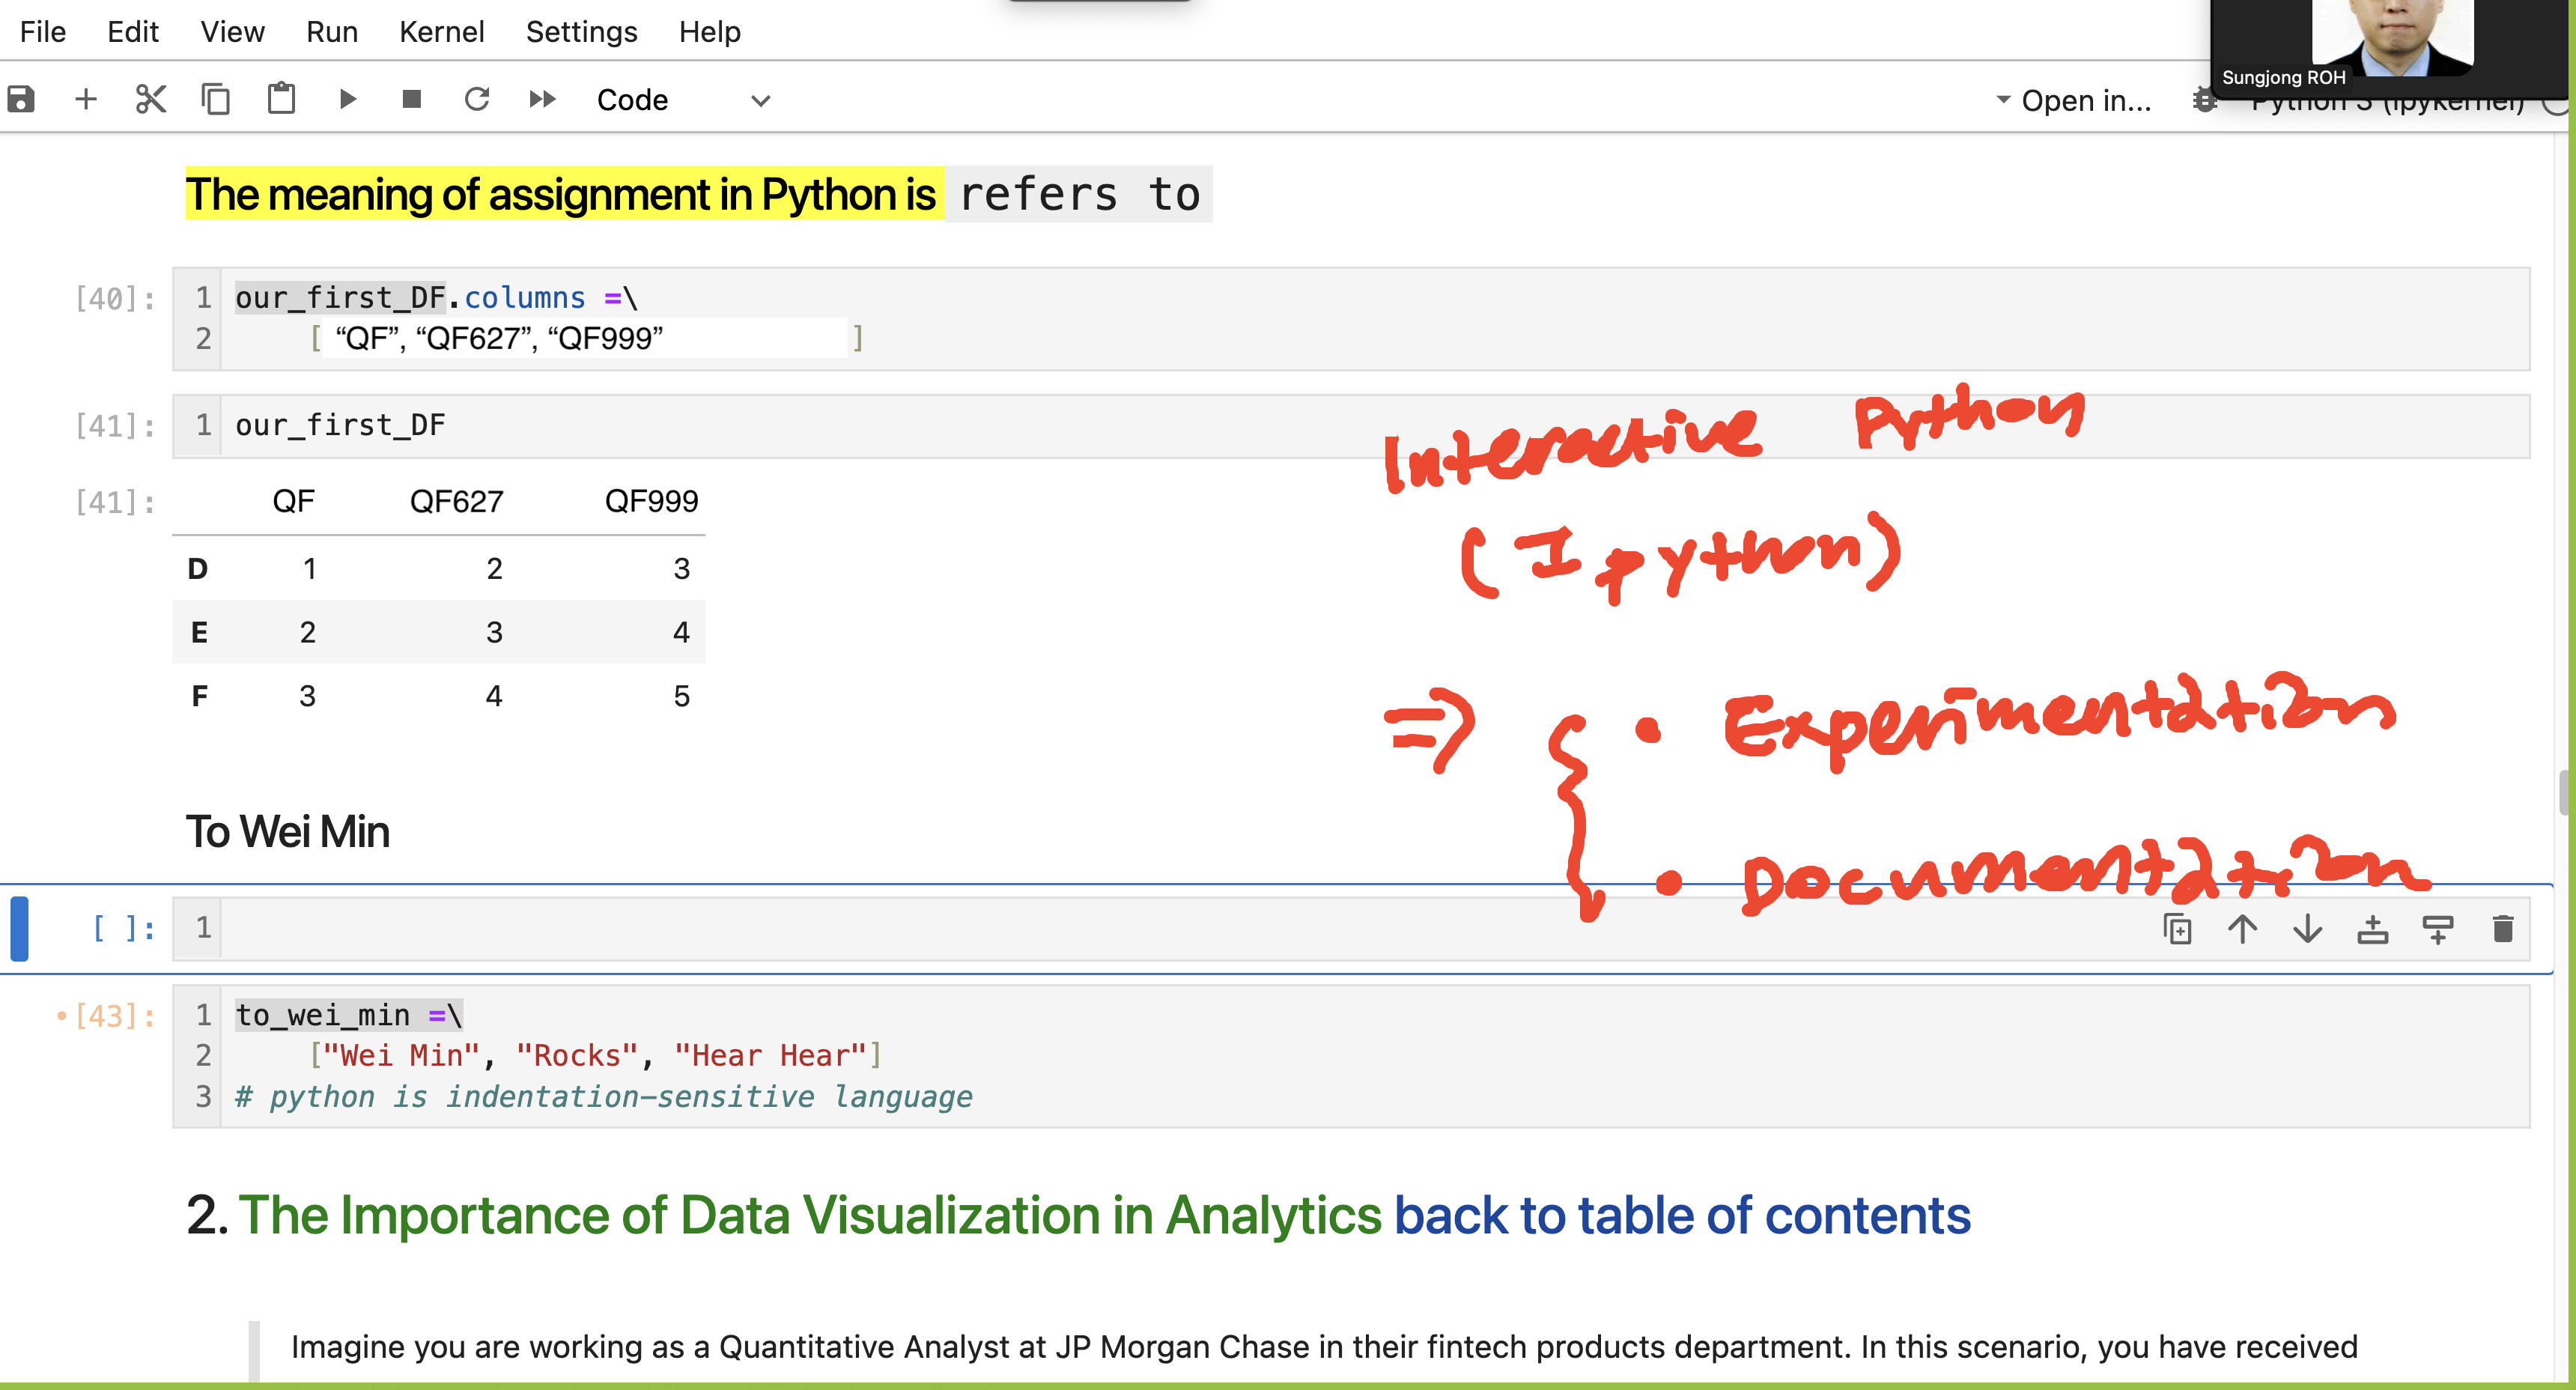 File Edit View Run Kernel Settings Help
Sungjong ROH
Code Open in... Python 3 (ipykernel)
The meaning of assignment in Python is refers to
[40]: 1 our_first_DF.columns =\
2 [ “QF”, “QF627”, “QF999” ]
[41]: 1 our_first_DF
Interactive Python
[41]: QF QF627 QF999
(Ipython)
D 1 2 3
E 2 3 4
F 3 4 5
=> { • Experimentation
To Wei Min
• Documentation
[ ]: 1
•[43]: 1 to_wei_min =\
2 ["Wei Min", "Rocks", "Hear Hear"]
3 # python is indentation-sensitive language
2. The Importance of Data Visualization in Analytics back to table of contents
Imagine you are working as a Quantitative Analyst at JP Morgan Chase in their fintech products department. In this scenario, you have received